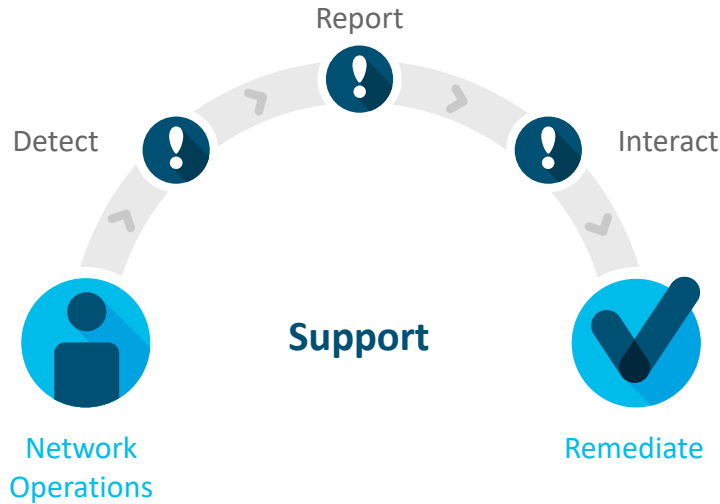 Report
Detect
Interact
Support
Network
Operations
Remediate